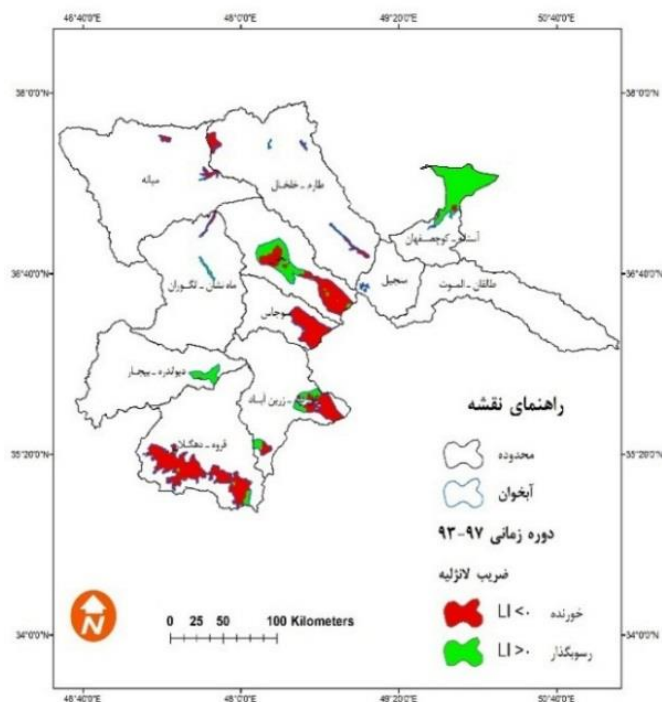 46°40'0"E 48°0'0"E 49°20'0"E 50°40'0"E
38°0'0"N 38°0'0"N
میانه
طارم - خلخال
آستانه - کوچصفهان
36°40'0"N 36°40'0"N
ماه نشان - انگوران
سجیل
طالقان - الموت
سوجاس
دیواندره - بیجار
زرین آباد
قروه - دهگلان
35°20'0"N 35°20'0"N
راهنمای نقشه
محدوده
آبخوان
دوره زمانی ۹۳-۹۷
ضریب لانژلیه
خورنده LI <۰
رسوبگذار LI >۰
N
0 25 50 100 Kilometers
34°0'0"N 34°0'0"N
46°40'0"E 48°0'0"E 49°20'0"E 50°40'0"E